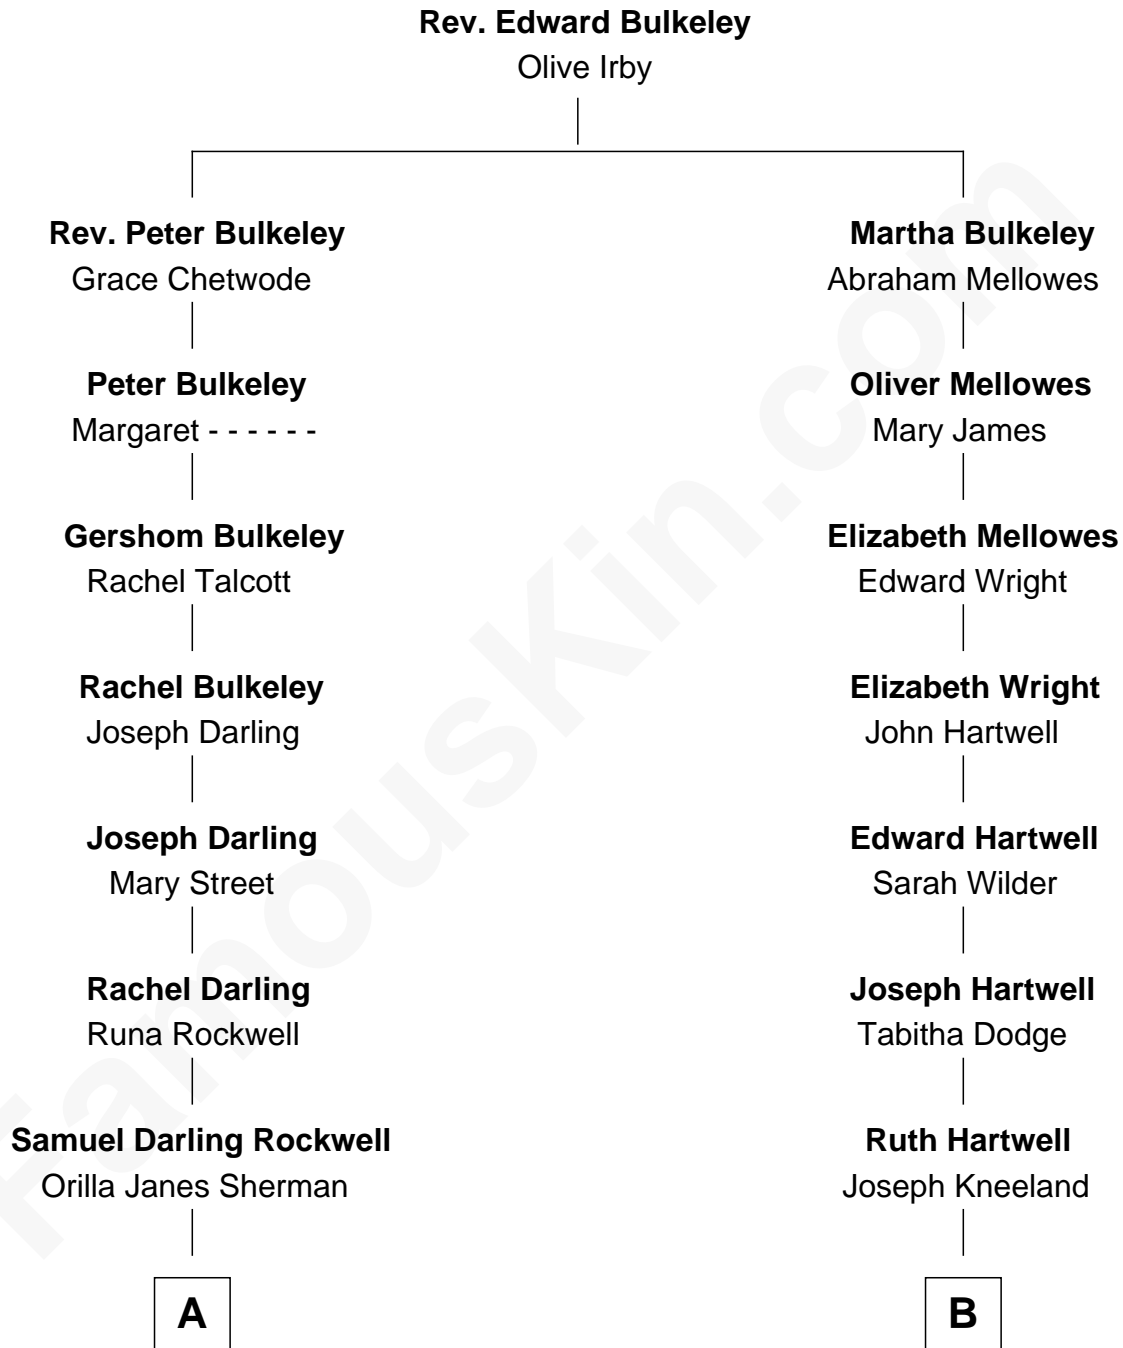 Rev. Edward Bulkeley
Olive Irby
Rev. Peter Bulkeley
Grace Chetwode
Martha Bulkeley
Abraham Mellowes
Peter Bulkeley
Margaret - - - - - -
Oliver Mellowes
Mary James
Gershom Bulkeley
Rachel Talcott
Elizabeth Mellowes
Edward Wright
Rachel Bulkeley
Joseph Darling
Elizabeth Wright
John Hartwell
Joseph Darling
Mary Street
Edward Hartwell
Sarah Wilder
Rachel Darling
Runa Rockwell
Joseph Hartwell
Tabitha Dodge
Samuel Darling Rockwell
Orilla Janes Sherman
Ruth Hartwell
Joseph Kneeland
A
B
FamousKin.com